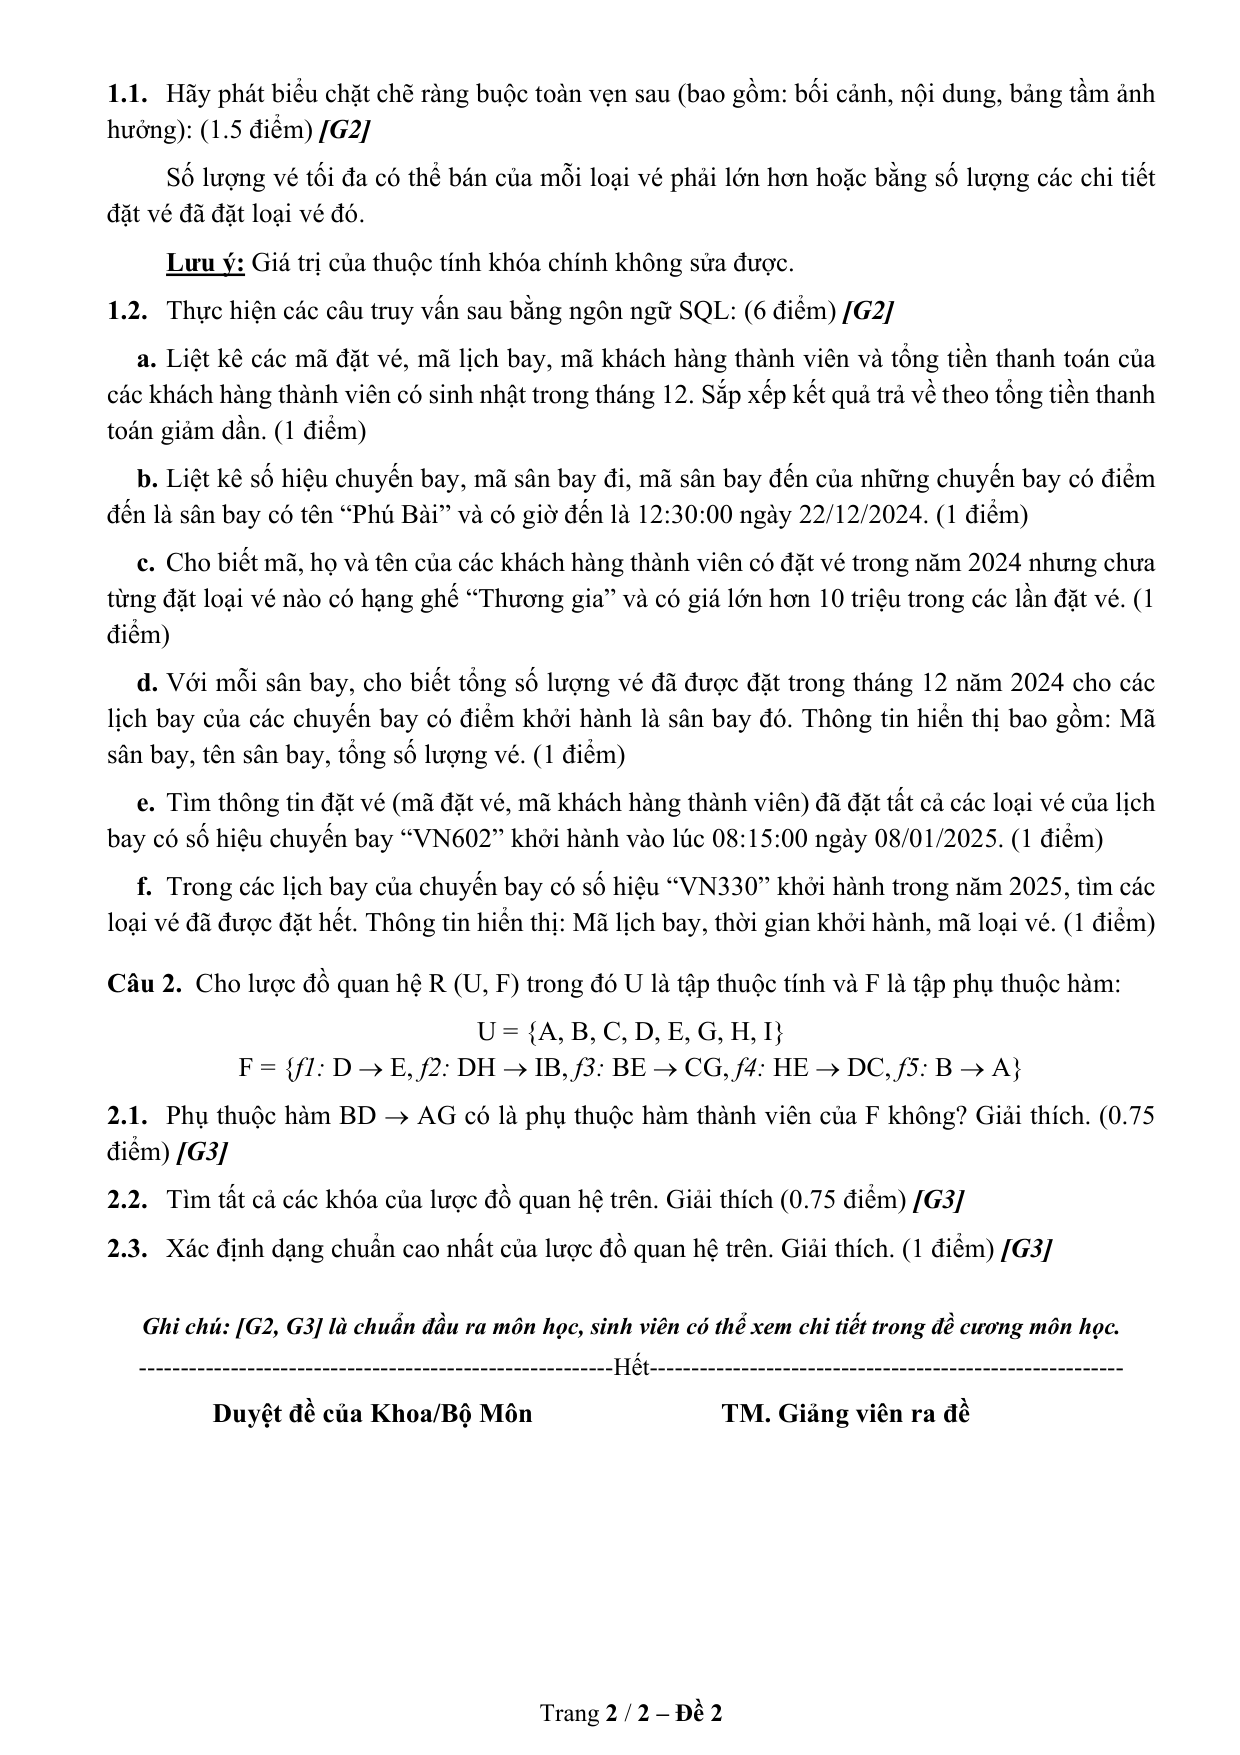 1.1. Hãy phát biểu chặt chẽ ràng buộc toàn vẹn sau (bao gồm: bối cảnh, nội dung, bảng tầm ảnh
hưởng): (1.5 điểm) [G2]
Số lượng vé tối đa có thể bán của mỗi loại vé phải lớn hơn hoặc bằng số lượng các chi tiết
đặt vé đã đặt loại vé đó.
Lưu ý: Giá trị của thuộc tính khóa chính không sửa được.
1.2. Thực hiện các câu truy vấn sau bằng ngôn ngữ SQL: (6 điểm) [G2]
a. Liệt kê các mã đặt vé, mã lịch bay, mã khách hàng thành viên và tổng tiền thanh toán của
các khách hàng thành viên có sinh nhật trong tháng 12. Sắp xếp kết quả trả về theo tổng tiền thanh
toán giảm dần. (1 điểm)
b. Liệt kê số hiệu chuyến bay, mã sân bay đi, mã sân bay đến của những chuyến bay có điểm
đến là sân bay có tên “Phú Bài” và có giờ đến là 12:30:00 ngày 22/12/2024. (1 điểm)
c. Cho biết mã, họ và tên của các khách hàng thành viên có đặt vé trong năm 2024 nhưng chưa
từng đặt loại vé nào có hạng ghế “Thương gia” và có giá lớn hơn 10 triệu trong các lần đặt vé. (1
điểm)
d. Với mỗi sân bay, cho biết tổng số lượng vé đã được đặt trong tháng 12 năm 2024 cho các
lịch bay của các chuyến bay có điểm khởi hành là sân bay đó. Thông tin hiển thị bao gồm: Mã
sân bay, tên sân bay, tổng số lượng vé. (1 điểm)
e. Tìm thông tin đặt vé (mã đặt vé, mã khách hàng thành viên) đã đặt tất cả các loại vé của lịch
bay có số hiệu chuyến bay “VN602” khởi hành vào lúc 08:15:00 ngày 08/01/2025. (1 điểm)
f. Trong các lịch bay của chuyến bay có số hiệu “VN330” khởi hành trong năm 2025, tìm các
loại vé đã được đặt hết. Thông tin hiển thị: Mã lịch bay, thời gian khởi hành, mã loại vé. (1 điểm)
Câu 2. Cho lược đồ quan hệ R (U, F) trong đó U là tập thuộc tính và F là tập phụ thuộc hàm:
U = {A, B, C, D, E, G, H, I}
F = {f1: D → E, f2: DH → IB, f3: BE → CG, f4: HE → DC, f5: B → A}
2.1. Phụ thuộc hàm BD → AG có là phụ thuộc hàm thành viên của F không? Giải thích. (0.75
điểm) [G3]
2.2. Tìm tất cả các khóa của lược đồ quan hệ trên. Giải thích (0.75 điểm) [G3]
2.3. Xác định dạng chuẩn cao nhất của lược đồ quan hệ trên. Giải thích. (1 điểm) [G3]
Ghi chú: [G2, G3] là chuẩn đầu ra môn học, sinh viên có thể xem chi tiết trong đề cương môn học.
--------------------------------------------------------Hết--------------------------------------------------------
Duyệt đề của Khoa/Bộ Môn TM. Giảng viên ra đề
Trang 2 / 2 – Đề 2